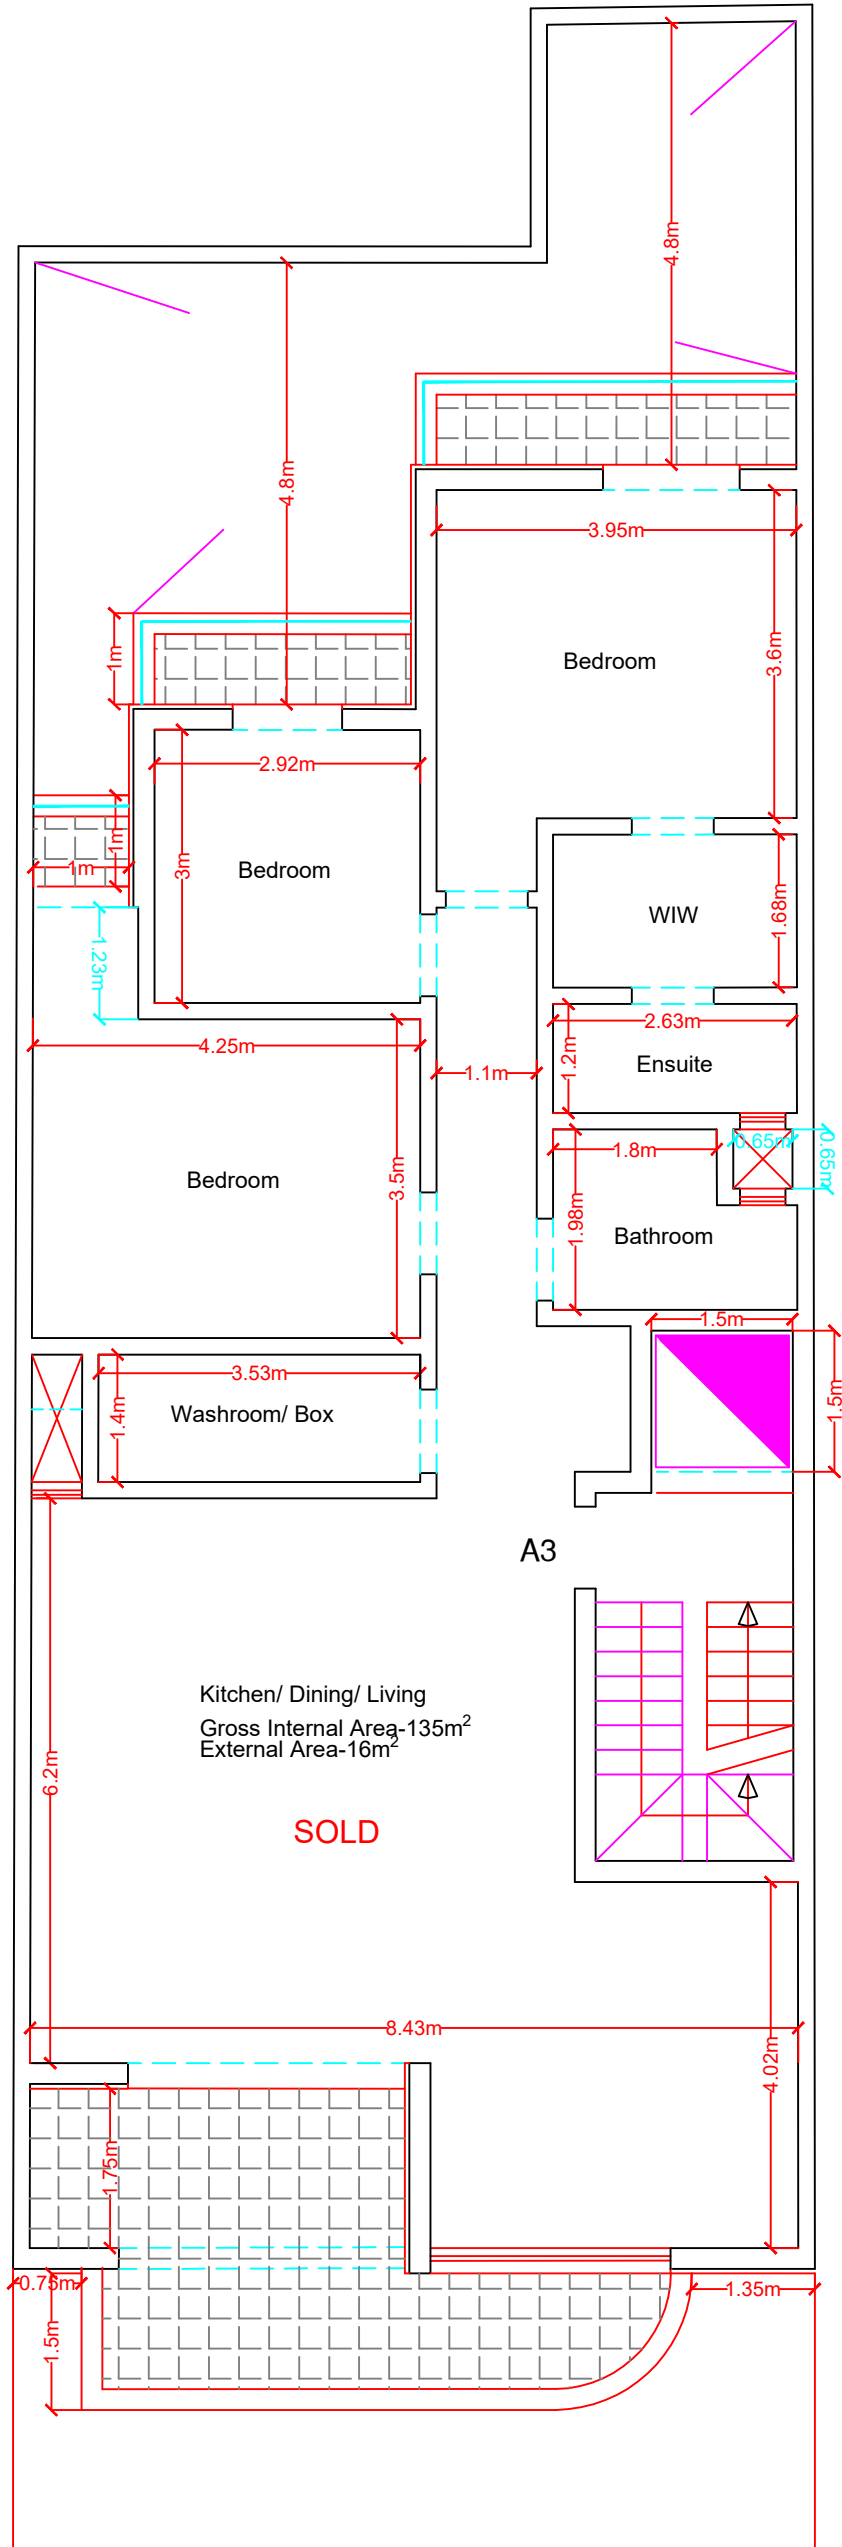 4.8m
4.8m
3.95m
Bedroom
3.6m
1m
2.92m
1m
1m
3m
Bedroom
WIW
1.68m
1.23m
2.63m
4.25m
1.2m
Ensuite
1.1m
0.65m
0.65m
1.8m
Bedroom
3.5m
1.98m
Bathroom
1.5m
3.53m
1.5m
1.4m
Washroom/ Box
A3
Kitchen/ Dining/ Living
Gross Internal Area-135m²
External Area-16m²
6.2m
SOLD
8.43m
4.02m
1.75m
0.75m
1.35m
1.5m